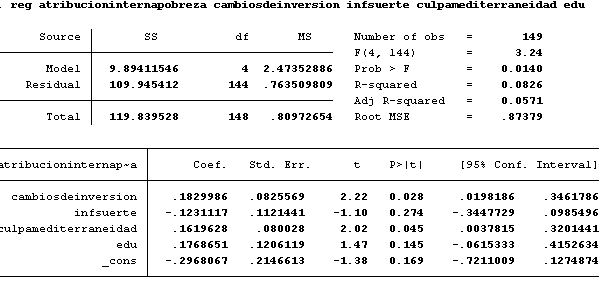 . reg atribucioninternapobreza cambiosdeinversion infsuerte culpamediterraneidad edu
Source SS df MS Number of obs = 149
F(4, 144) = 3.24
Model 9.89411546 4 2.47352886 Prob > F = 0.0140
Residual 109.945412 144 .763509809 R-squared = 0.0826
Adj R-squared = 0.0571
Total 119.839528 148 .80972654 Root MSE = .87379
atribucioninternap~a Coef. Std. Err. t P>|t| [95% Conf. Interval]
cambiosdeinversion .1829986 .0825569 2.22 0.028 .0198186 .3461786
infsuerte -.1231117 .1121441 -1.10 0.274 -.3447729 .0985496
culpamediterraneidad .1619628 .080028 2.02 0.045 .0037815 .3201441
edu .1768651 .1206119 1.47 0.145 -.0615333 .4152634
_cons -.2968067 .2146613 -1.38 0.169 -.7211009 .1274874